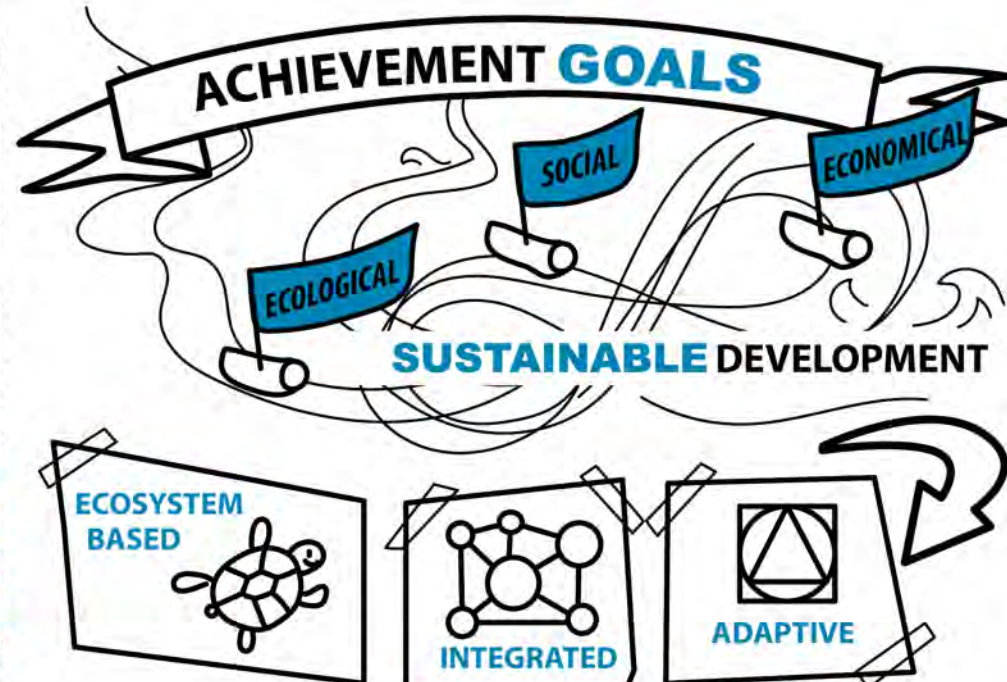 ACHIEVEMENT GOALS
SOCIAL
ECONOMICAL
ECOLOGICAL
SUSTAINABLE DEVELOPMENT
ECOSYSTEM
BASED
INTEGRATED
ADAPTIVE